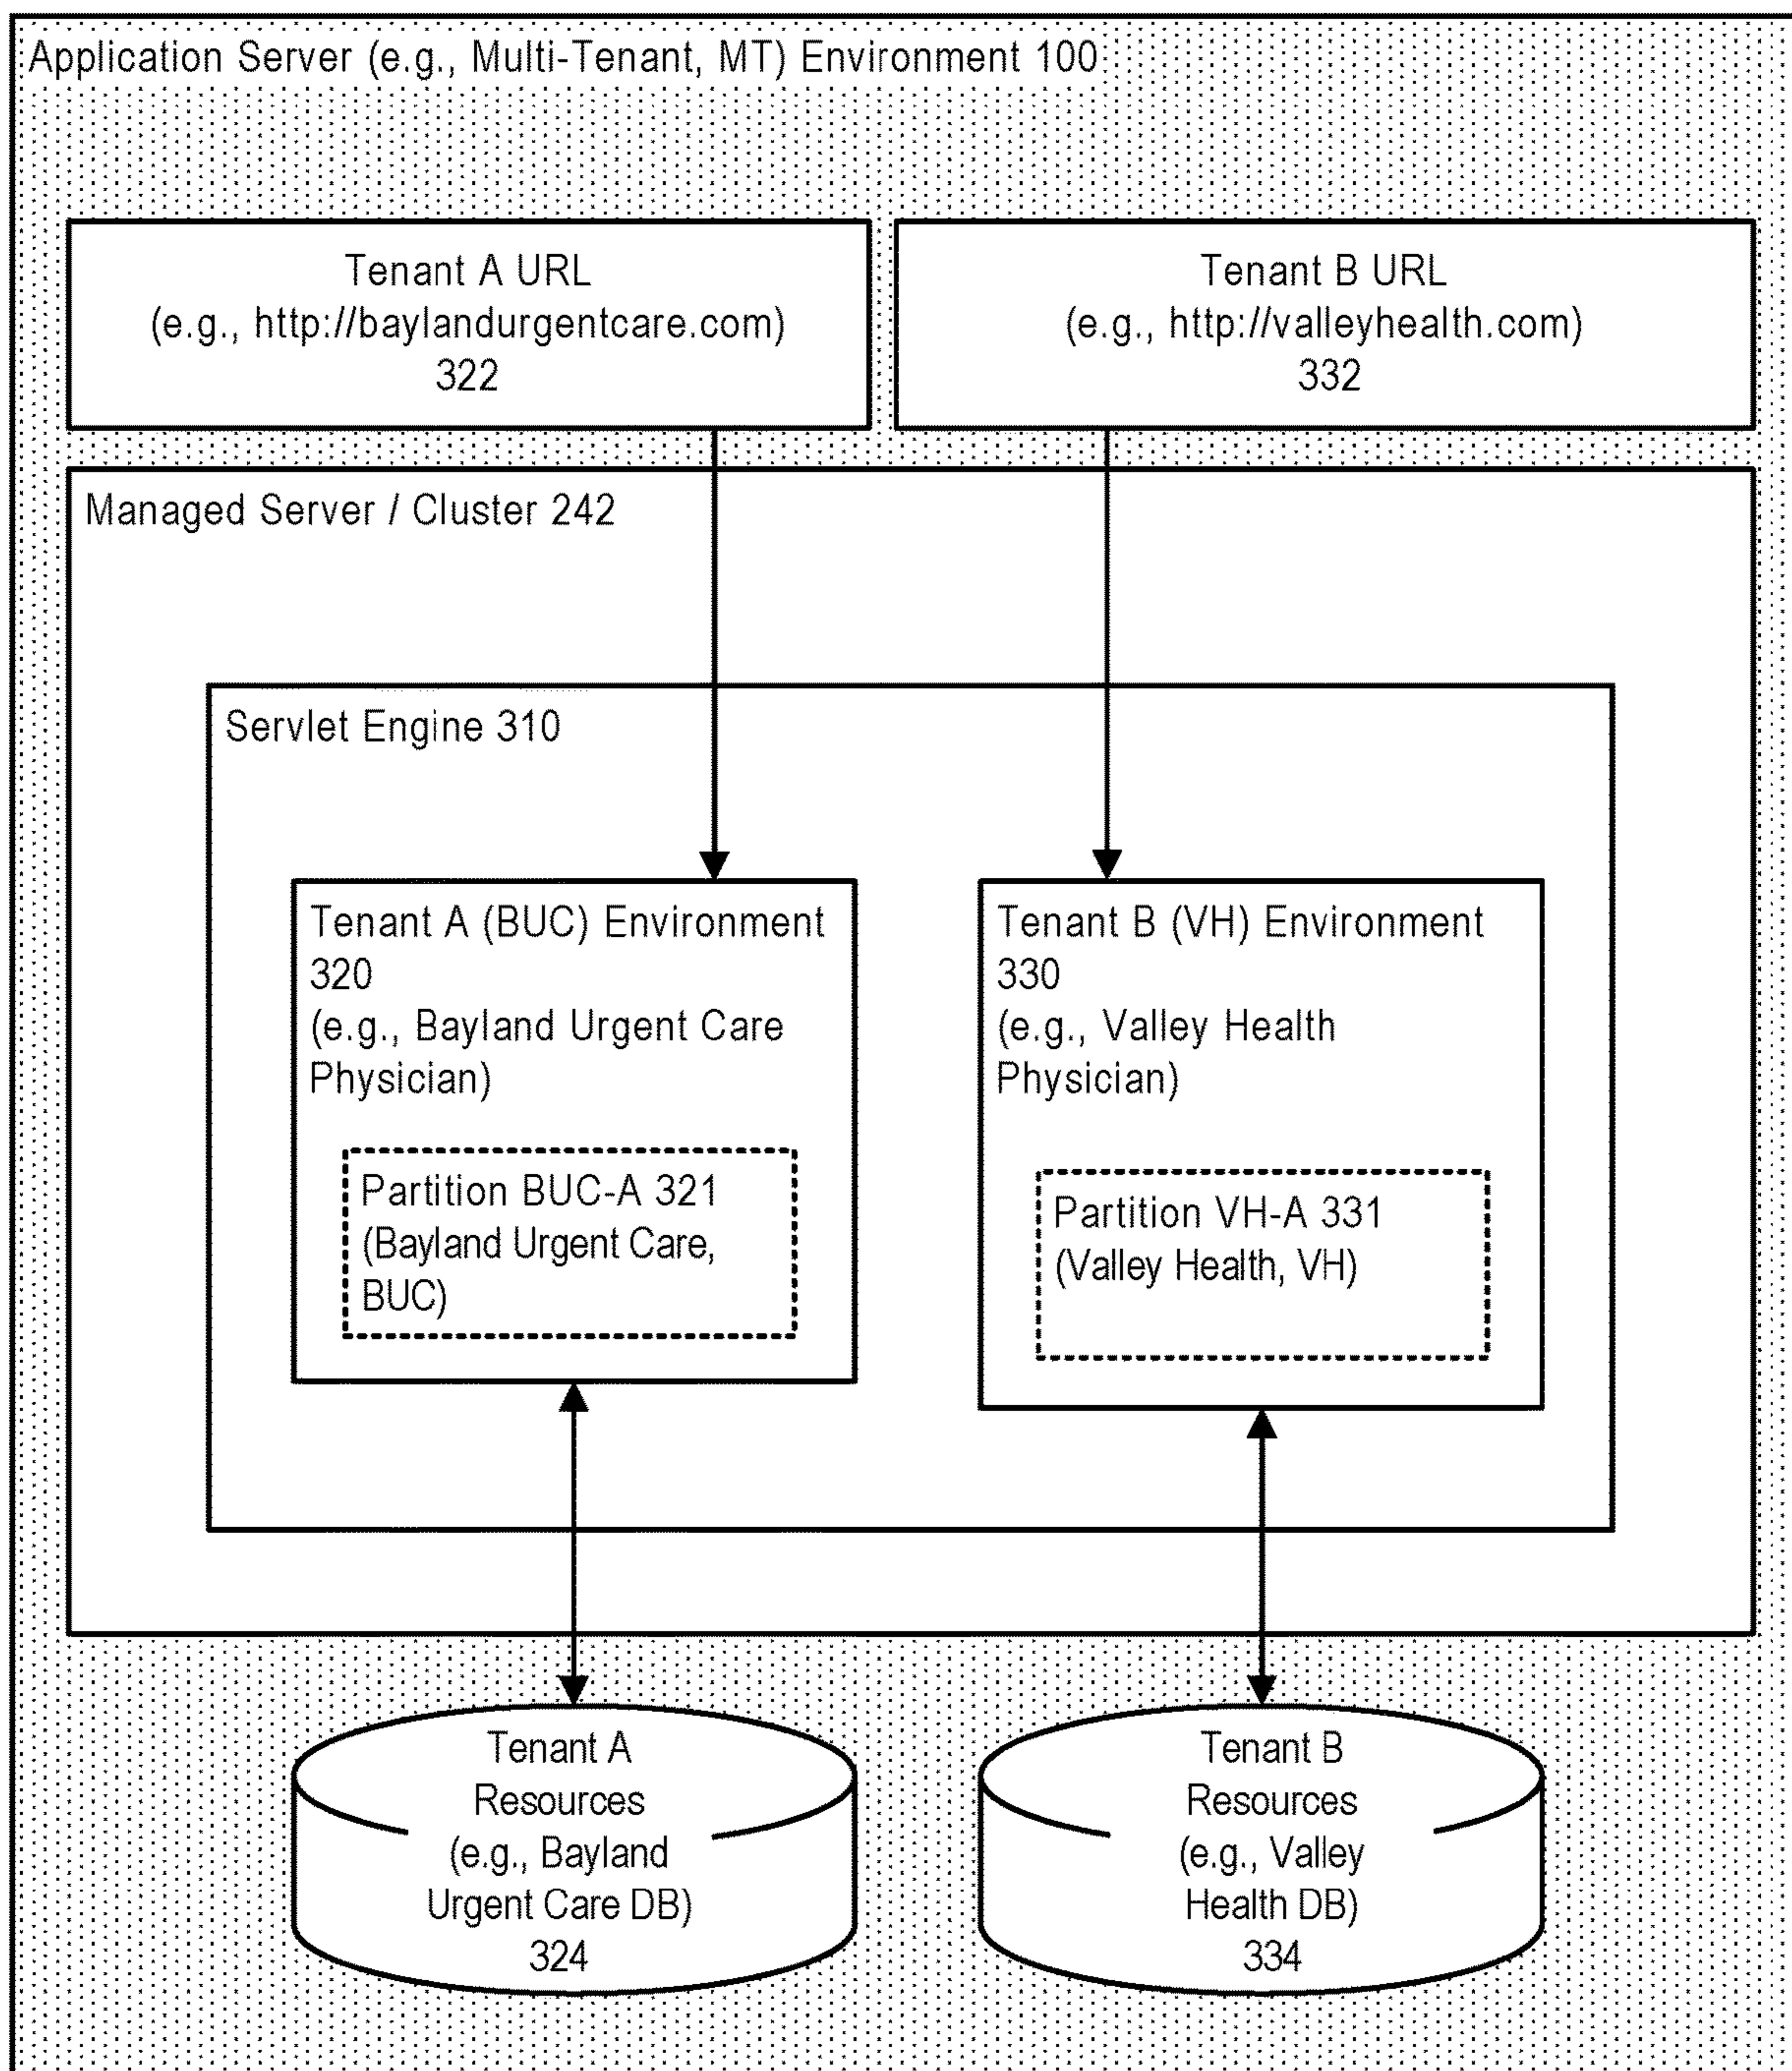 Application Server (e.g., Multi-Tenant, MT) Environment 100
Tenant A URL
(e.g., http://baylandurgentcare.com)
322
Tenant B URL
(e.g., http://valleyhealth.com)
332
Managed Server / Cluster 242
Servlet Engine 310
Tenant A (BUC) Environment
320
(e.g., Bayland Urgent Care
Physician)
Partition BUC-A 321
(Bayland Urgent Care,
BUC)
Tenant B (VH) Environment
330
(e.g., Valley Health
Physician)
Partition VH-A 331
(Valley Health, VH)
Tenant A
Resources
(e.g., Bayland
Urgent Care DB)
324
Tenant B
Resources
(e.g., Valley
Health DB)
334